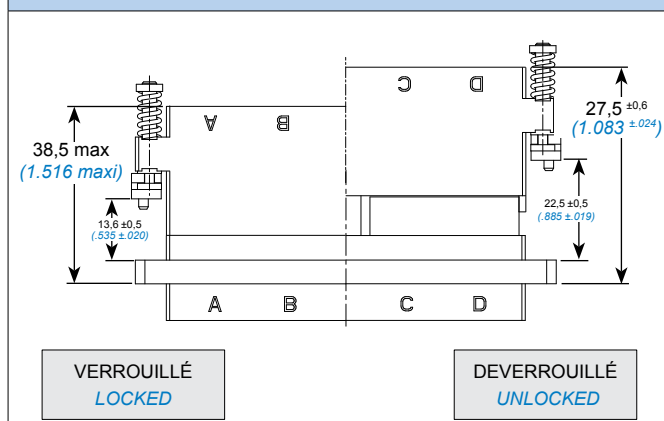 C D
A B
27,5 ±0,6
(1.083 ±.024)
38,5 max
(1.516 maxi)
13,6 ±0,5
(.535 ±.020)
22,5 ±0,5
(.885 ±.019)
A B C D
VERROUILLÉ
LOCKED
DEVERROUILLÉ
UNLOCKED